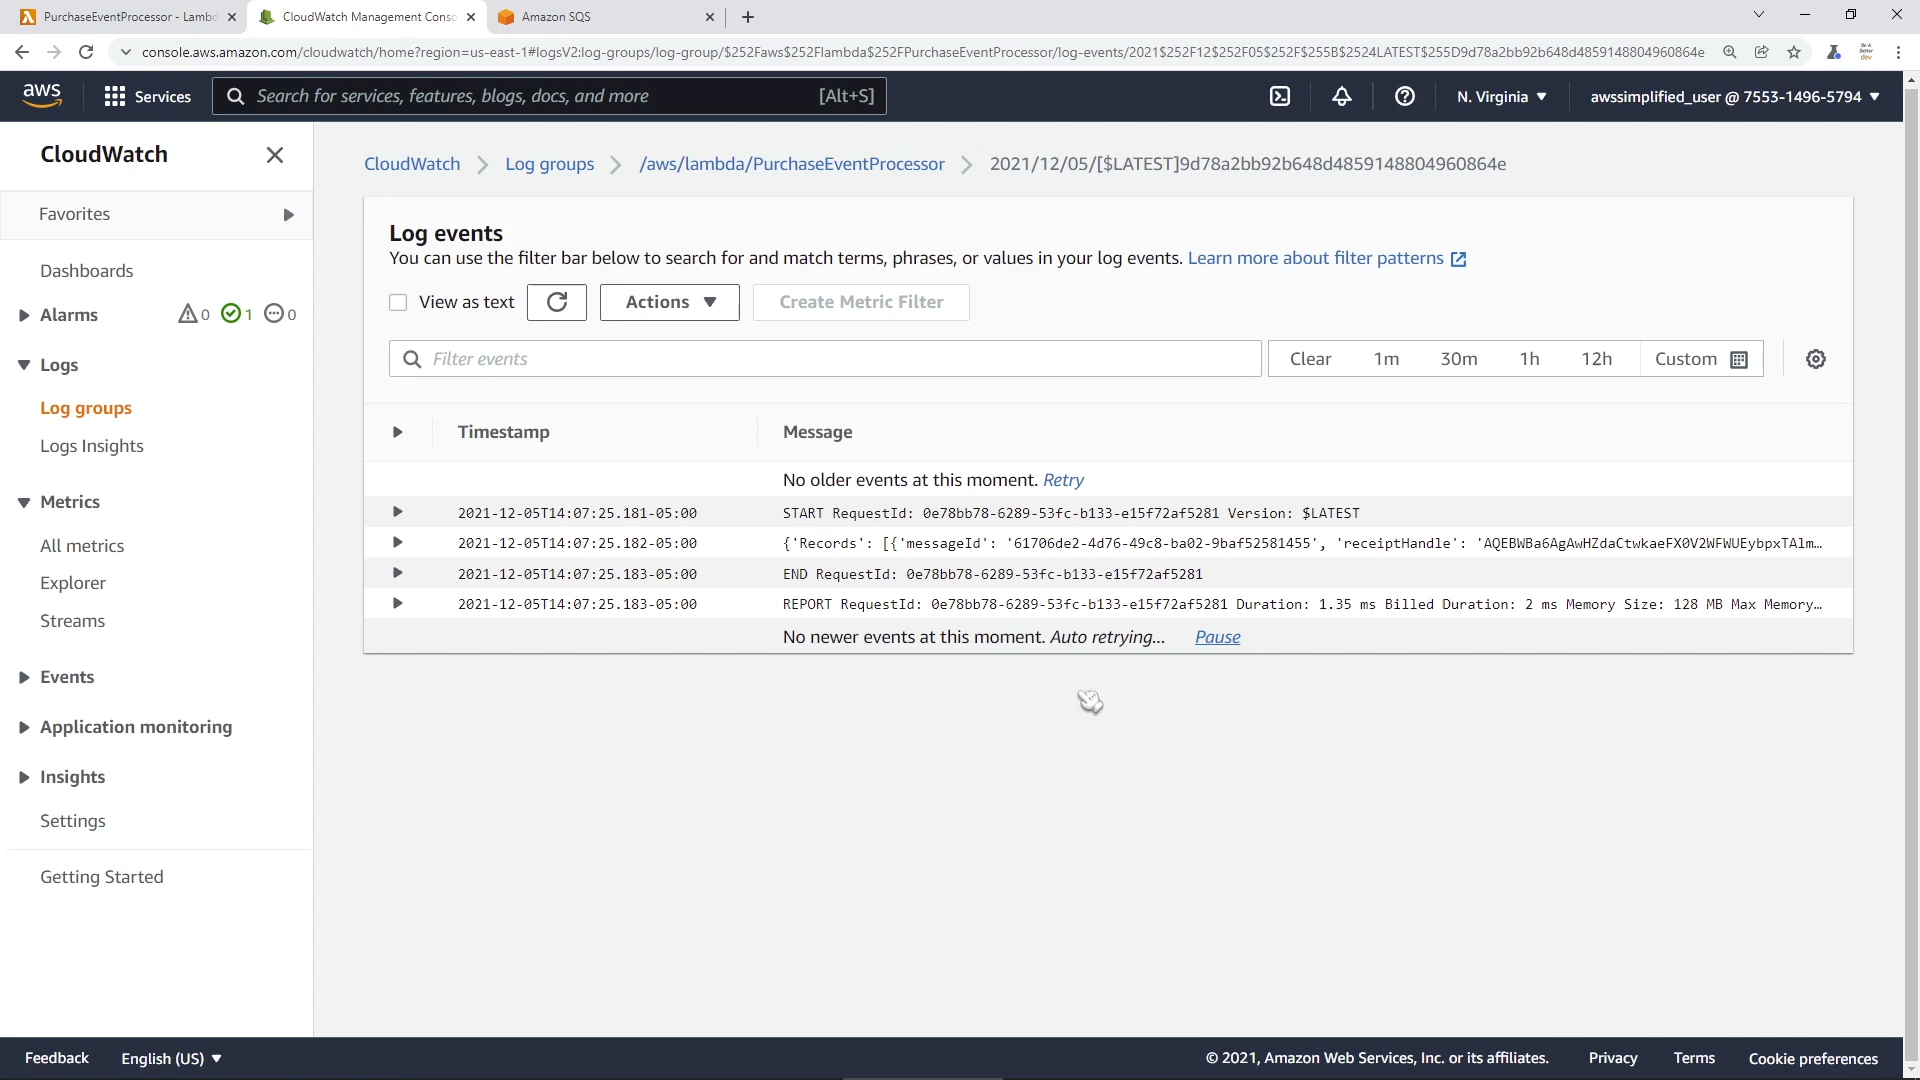 PurchaseEventProcessor - Lambd
CloudWatch Management Conso
Amazon SQS
console.aws.amazon.com/cloudwatch/home?region=us-east-1#logsV2:log-groups/log-group/$252Faws$252Flambda$252FPurchaseEventProcessor/log-events/2021$252F12$252F05$252F$255B$2524LATEST$255D9d78a2bb92b648d4859148804960864e
aws
Services
Search for services, features, blogs, docs, and more
[Alt+S]
N. Virginia
awssimplified_user @ 7553-1496-5794
CloudWatch
Favorites
Dashboards
Alarms
0
1
0
Logs
Log groups
Logs Insights
Metrics
All metrics
Explorer
Streams
Events
Application monitoring
Insights
Settings
Getting Started
CloudWatch
Log groups
/aws/lambda/PurchaseEventProcessor
2021/12/05/[$LATEST]9d78a2bb92b648d4859148804960864e
Log events
You can use the filter bar below to search for and match terms, phrases, or values in your log events. Learn more about filter patterns
View as text
Actions
Create Metric Filter
Filter events
Clear
1m
30m
1h
12h
Custom
Timestamp
Message
No older events at this moment. Retry
2021-12-05T14:07:25.181-05:00 START RequestId: 0e78bb78-6289-53fc-b133-e15f72af5281 Version: $LATEST
2021-12-05T14:07:25.182-05:00 {'Records': [{'messageId': '61706de2-4d76-49c8-ba02-9baf52581455', 'receiptHandle': 'AQEBWBa6AgAwHZdaCtwkaeFX0V2WFWUEybpxTAlm…
2021-12-05T14:07:25.183-05:00 END RequestId: 0e78bb78-6289-53fc-b133-e15f72af5281
2021-12-05T14:07:25.183-05:00 REPORT RequestId: 0e78bb78-6289-53fc-b133-e15f72af5281 Duration: 1.35 ms Billed Duration: 2 ms Memory Size: 128 MB Max Memory…
No newer events at this moment. Auto retrying… Pause
Feedback
English (US)
© 2021, Amazon Web Services, Inc. or its affiliates.
Privacy
Terms
Cookie preferences